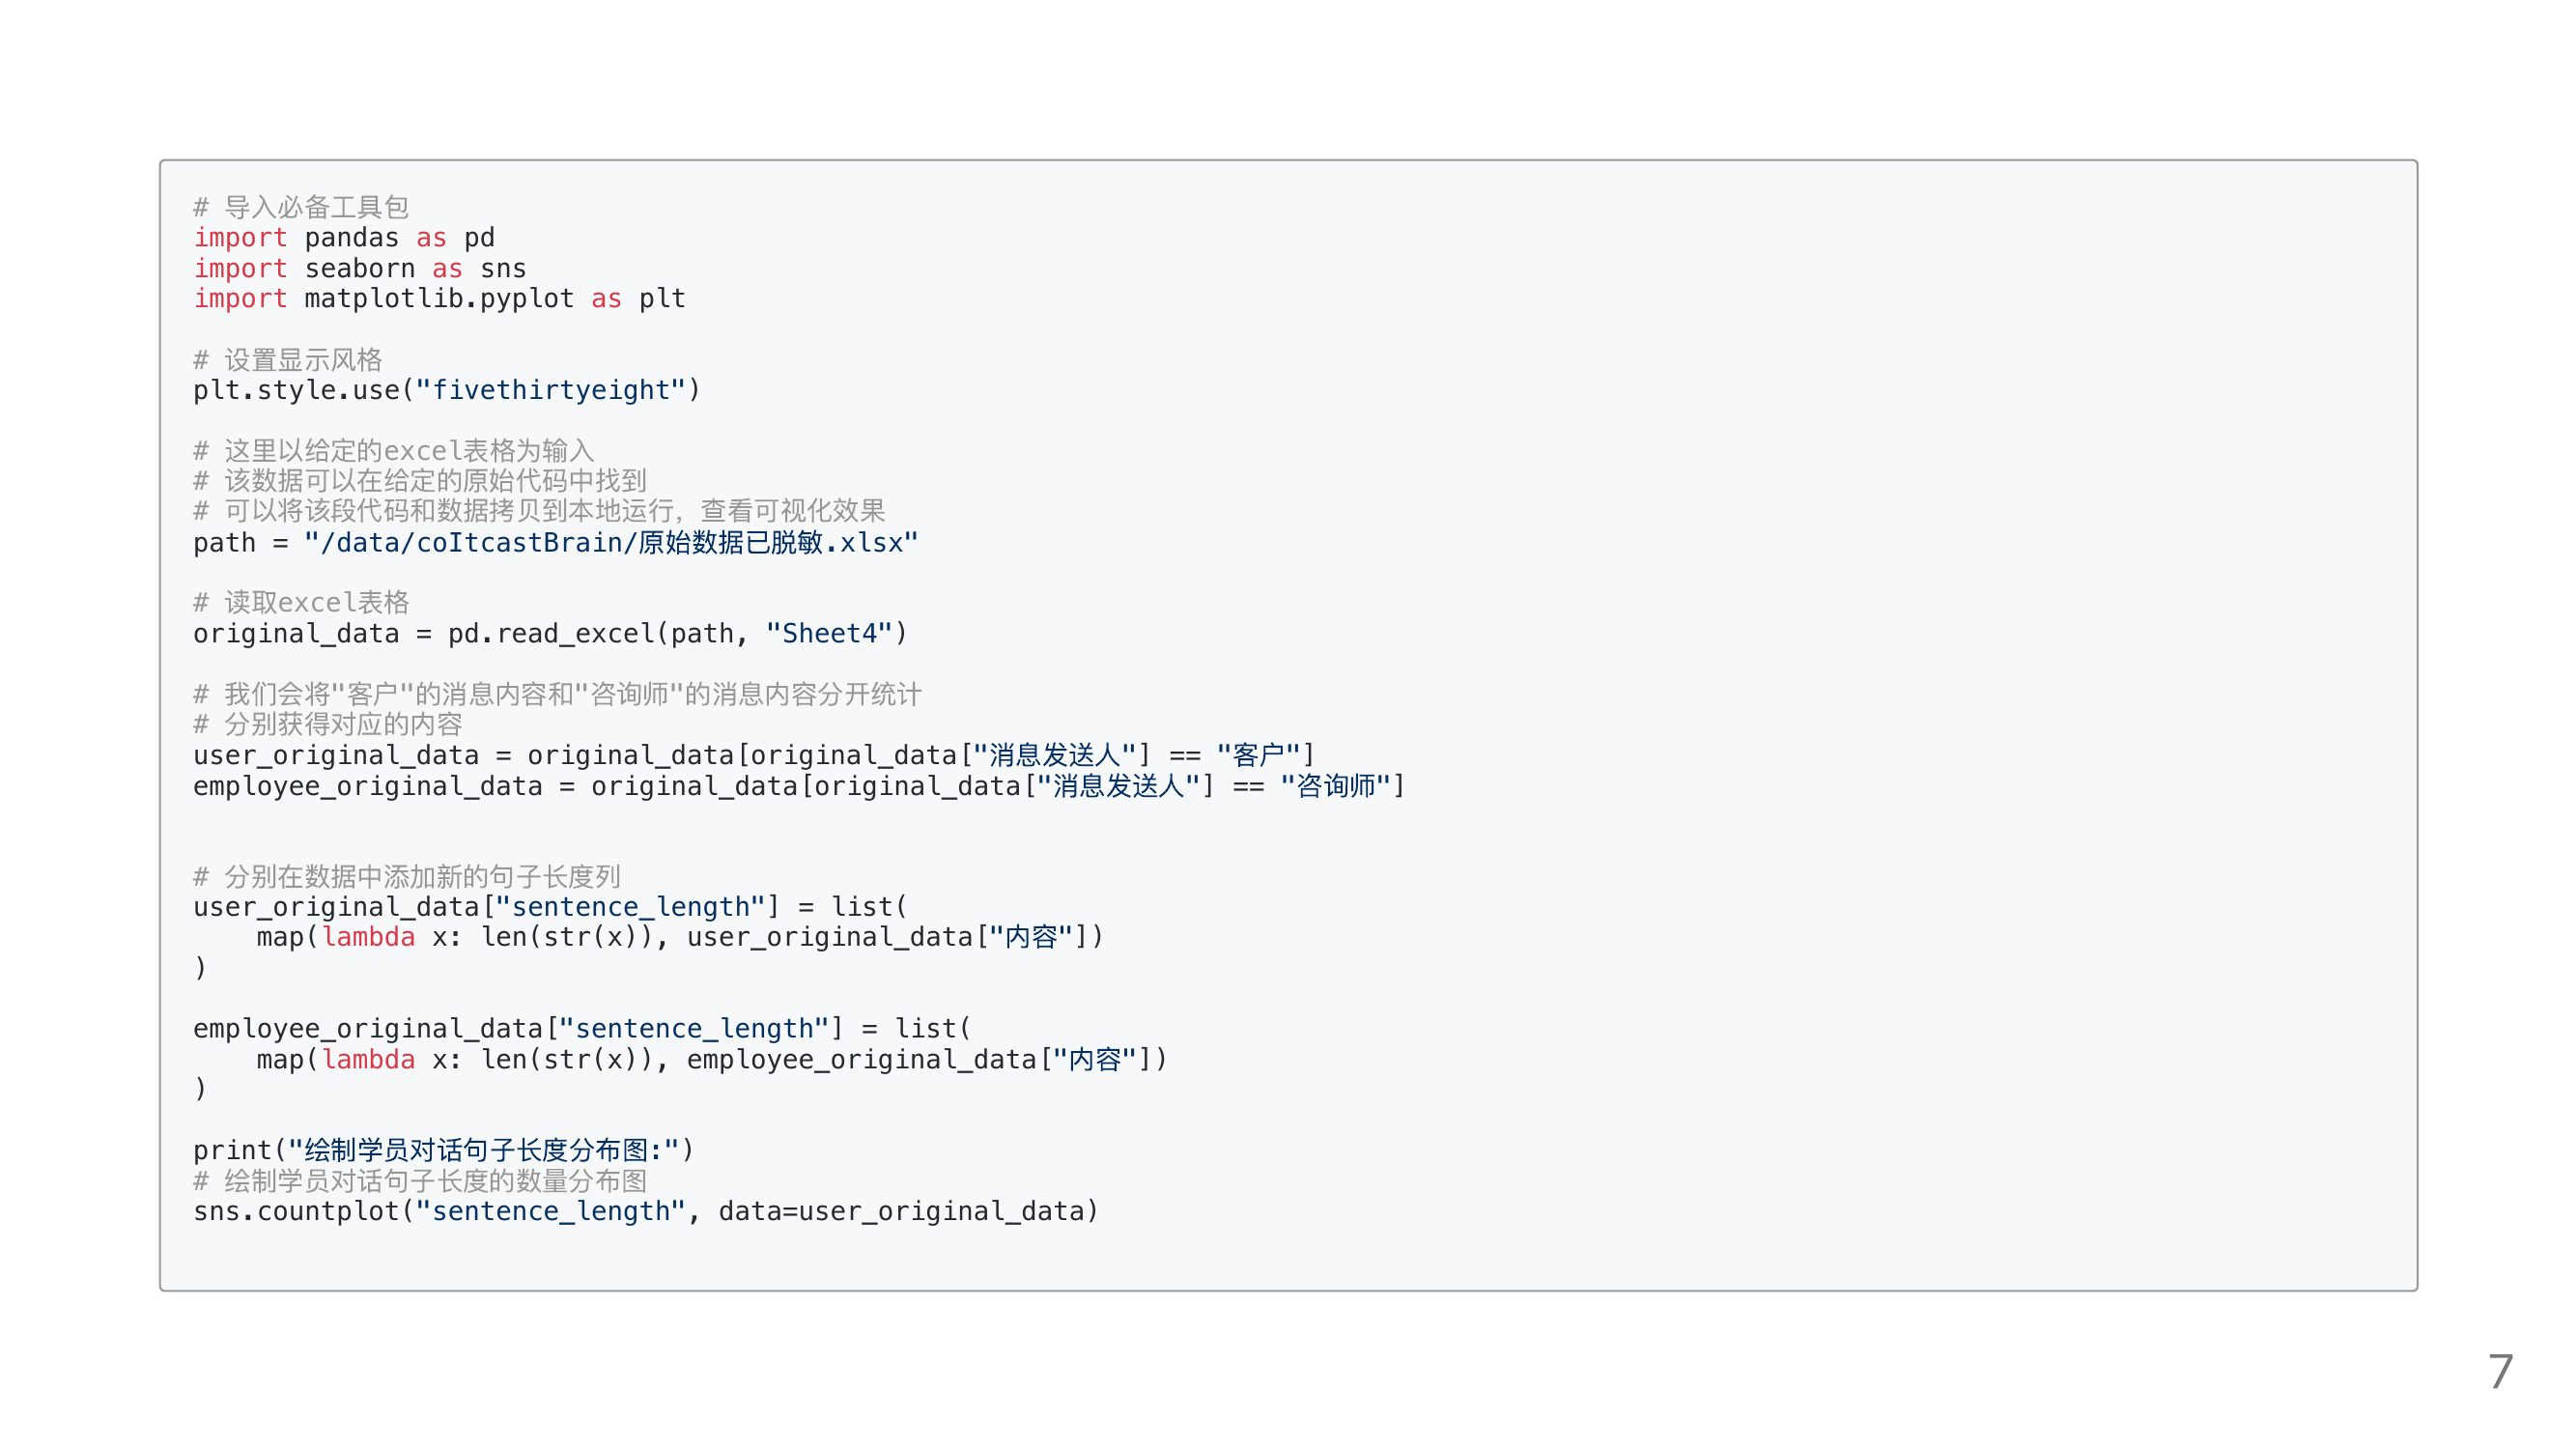 # 导入必备工具包
import pandas as pd
import seaborn as sns
import matplotlib.pyplot as plt

# 设置显示风格
plt.style.use("fivethirtyeight")

# 这里以给定的excel表格为输入
# 该数据可以在给定的原始代码中找到
# 可以将该段代码和数据拷贝到本地运行, 查看可视化效果
path = "/data/coItcastBrain/原始数据已脱敏.xlsx"

# 读取excel表格
original_data = pd.read_excel(path, "Sheet4")

# 我们会将"客户"的消息内容和"咨询师"的消息内容分开统计
# 分别获得对应的内容
user_original_data = original_data[original_data["消息发送人"] == "客户"]
employee_original_data = original_data[original_data["消息发送人"] == "咨询师"]


# 分别在数据中添加新的句子长度列
user_original_data["sentence_length"] = list(
    map(lambda x: len(str(x)), user_original_data["内容"])
)

employee_original_data["sentence_length"] = list(
    map(lambda x: len(str(x)), employee_original_data["内容"])
)

print("绘制学员对话句子长度分布图:")
# 绘制学员对话句子长度的数量分布图
sns.countplot("sentence_length", data=user_original_data)
7